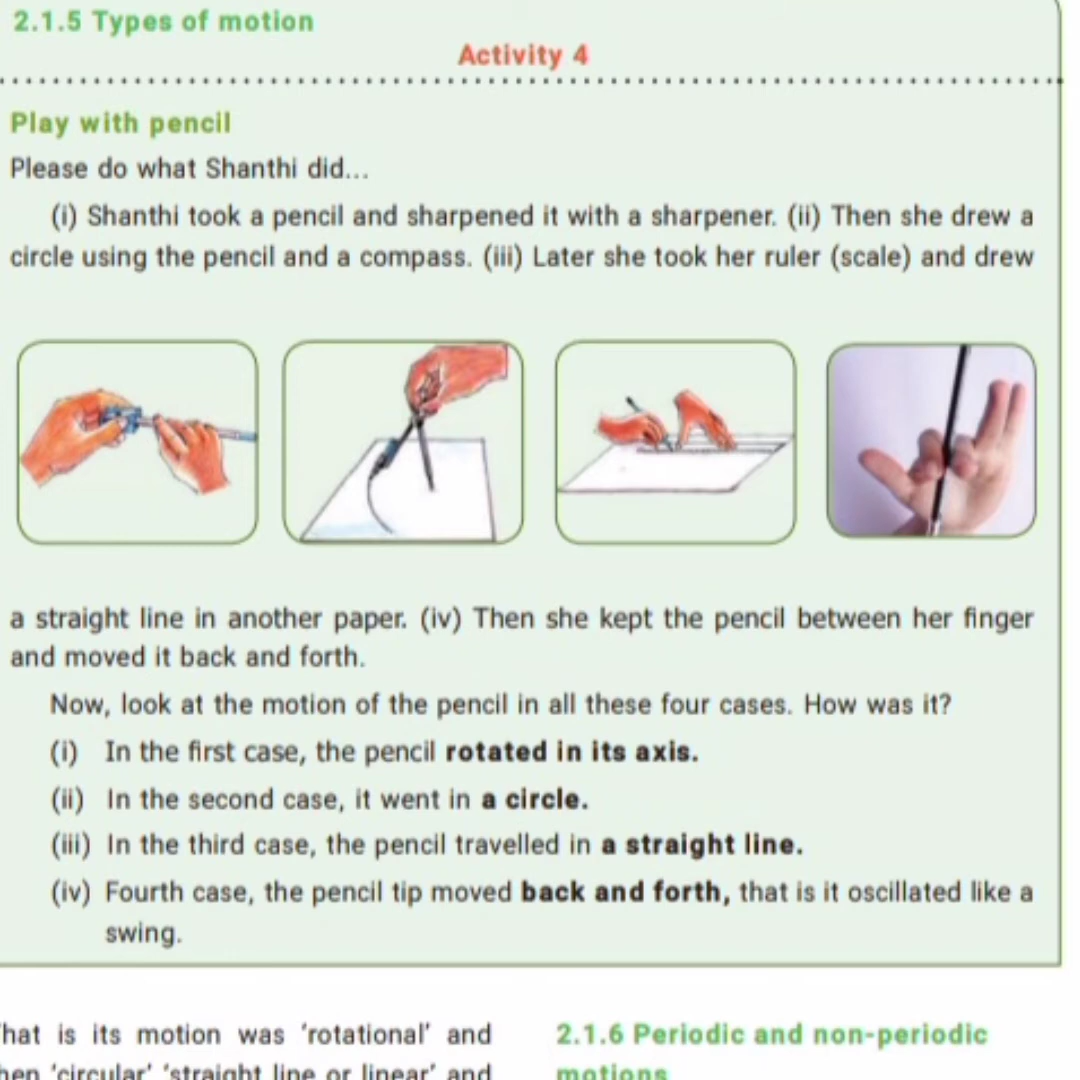 2.1.5 Types of motion
Activity 4
Play with pencil
Please do what Shanthi did...
(i) Shanthi took a pencil and sharpened it with a sharpener. (ii) Then she drew a
circle using the pencil and a compass. (iii) Later she took her ruler (scale) and drew
a straight line in another paper. (iv) Then she kept the pencil between her finger
and moved it back and forth.
Now, look at the motion of the pencil in all these four cases. How was it?
(i) In the first case, the pencil rotated in its axis.
(ii) In the second case, it went in a circle.
(iii) In the third case, the pencil travelled in a straight line.
(iv) Fourth case, the pencil tip moved back and forth, that is it oscillated like a
swing.
is its motion was 'rotational' and
'circular' 'straight line or linear' and
2.1.6 Periodic and non-periodic
motions